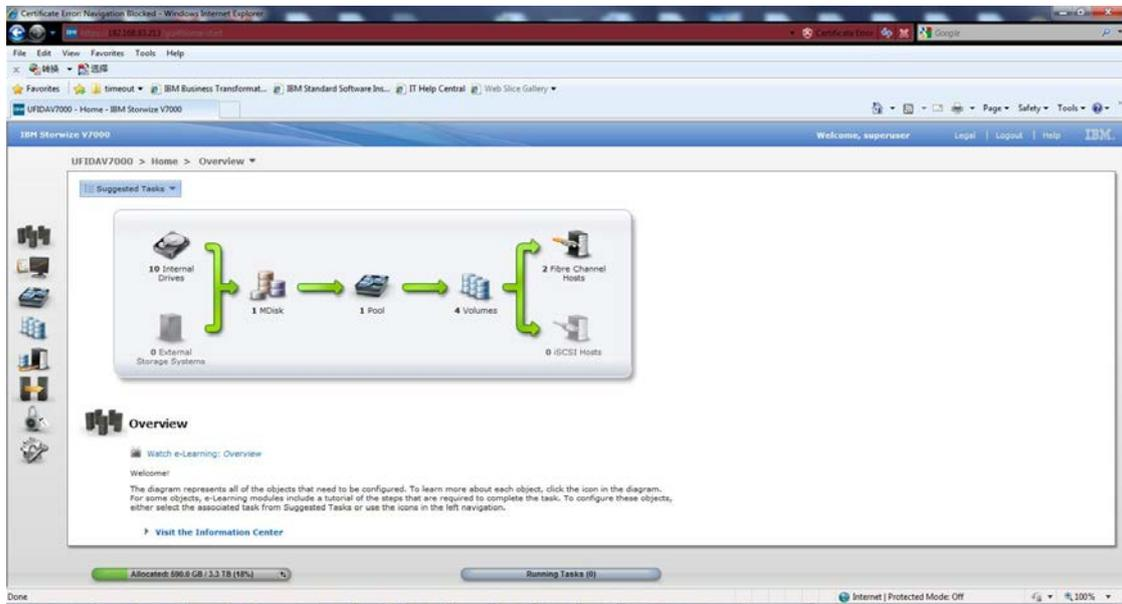 Certificate Error: Navigation Blocked - Windows Internet Explorer
Certificate Error
Google
File Edit View Favorites Tools Help
x 转换 选择
Favorites timeout IBM Business Transformat... IBM Standard Software Ins... IT Help Central Web Slice Gallery
UFIDAV7000 - Home - IBM Storwize V7000
Page Safety Tools
IBM Storwize V7000
Welcome, superuser
Legal | Logout | Help
IBM.
UFIDAV7000 > Home > Overview
Suggested Tasks
10 Internal
Drives
1 MDisk
1 Pool
4 Volumes
2 Fibre Channel
Hosts
0 External
Storage Systems
0 iSCSI Hosts
Overview
Watch e-Learning: Overview
Welcome!
The diagram represents all of the objects that need to be configured. To learn more about each object, click the icon in the diagram.
For some objects, e-Learning modules include a tutorial of the steps that are required to complete the task. To configure these objects,
either select the associated task from Suggested Tasks or use the icons in the left navigation.
Visit the Information Center
Allocated: 590.0 GB / 3.3 TB (18%)
Running Tasks (0)
Done
Internet | Protected Mode: Off
100%